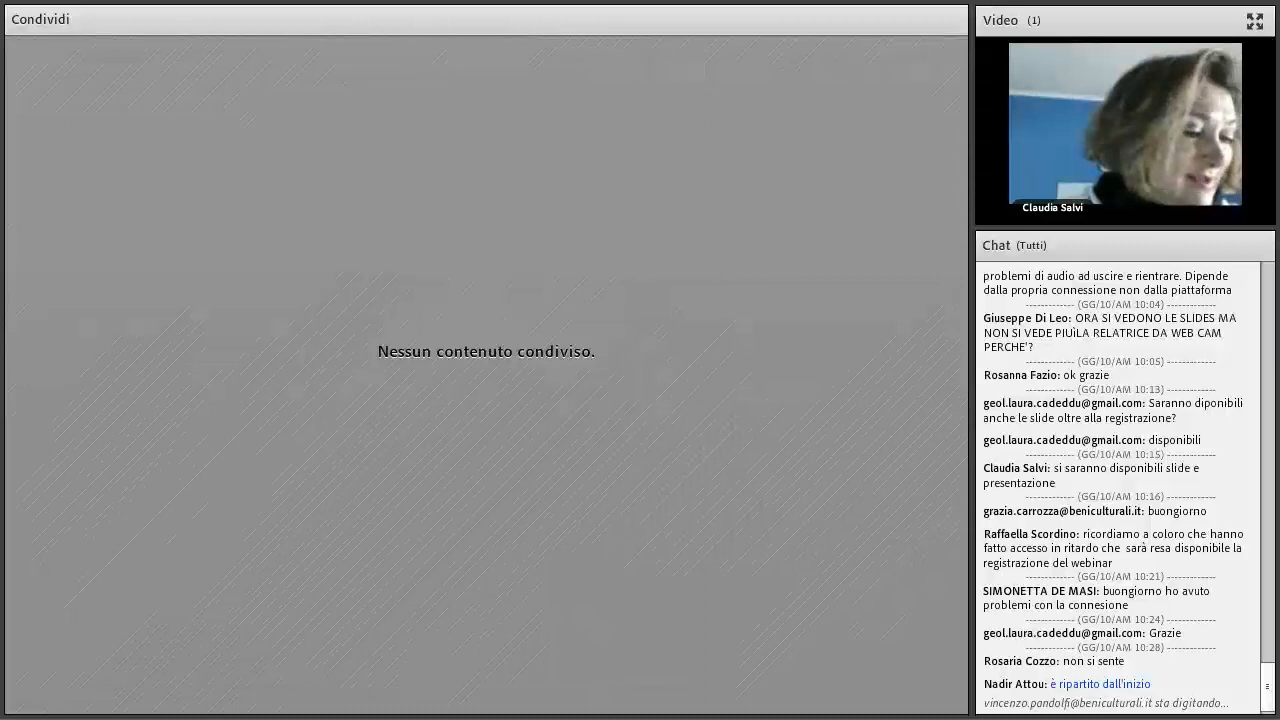 Condividi
Nessun contenuto condiviso.
Video (1)
Claudia Salvi
Chat (Tutti)
problemi di audio ad uscire e rientrare. Dipende
dalla propria connessione non dalla piattaforma
------------- (GG/10/AM 10:04) -------------
Giuseppe Di Leo: ORA SI VEDONO LE SLIDES MA
NON SI VEDE PIUìLA RELATRICE DA WEB CAM
PERCHE'?
------------- (GG/10/AM 10:05) -------------
Rosanna Fazio: ok grazie
------------- (GG/10/AM 10:13) -------------
geol.laura.cadeddu@gmail.com: Saranno diponibili
anche le slide oltre alla registrazione?
geol.laura.cadeddu@gmail.com: disponibili
------------- (GG/10/AM 10:15) -------------
Claudia Salvi: si saranno disponibili slide e
presentazione
------------- (GG/10/AM 10:16) -------------
grazia.carrozza@beniculturali.it: buongiorno
Raffaella Scordino: ricordiamo a coloro che hanno
fatto accesso in ritardo che sarà resa disponibile la
registrazione del webinar
------------- (GG/10/AM 10:21) -------------
SIMONETTA DE MASI: buongiorno ho avuto
problemi con la connesione
------------- (GG/10/AM 10:24) -------------
geol.laura.cadeddu@gmail.com: Grazie
------------- (GG/10/AM 10:28) -------------
Rosaria Cozzo: non si sente
Nadir Attou: è ripartito dall'inizio
vincenzo.pandolfi@beniculturali.it sta digitando...